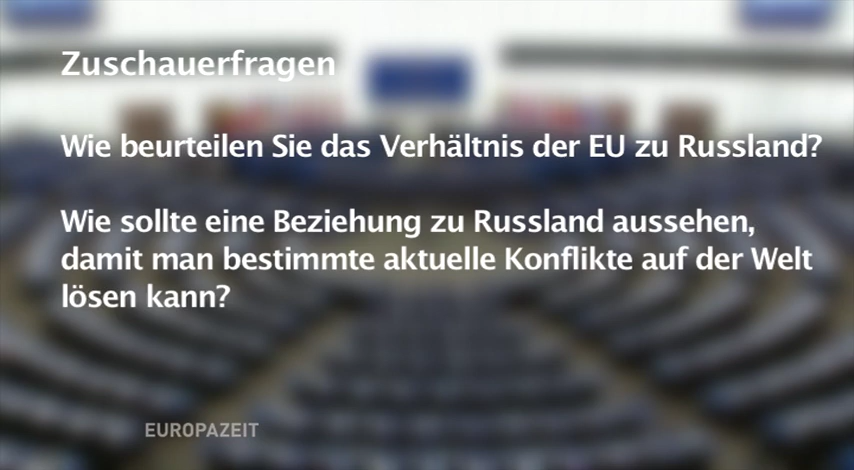 Zuschauerfragen
Wie beurteilen Sie das Verhältnis der EU zu Russland?
Wie sollte eine Beziehung zu Russland aussehen,
damit man bestimmte aktuelle Konflikte auf der Welt
lösen kann?
EUROPAZEIT